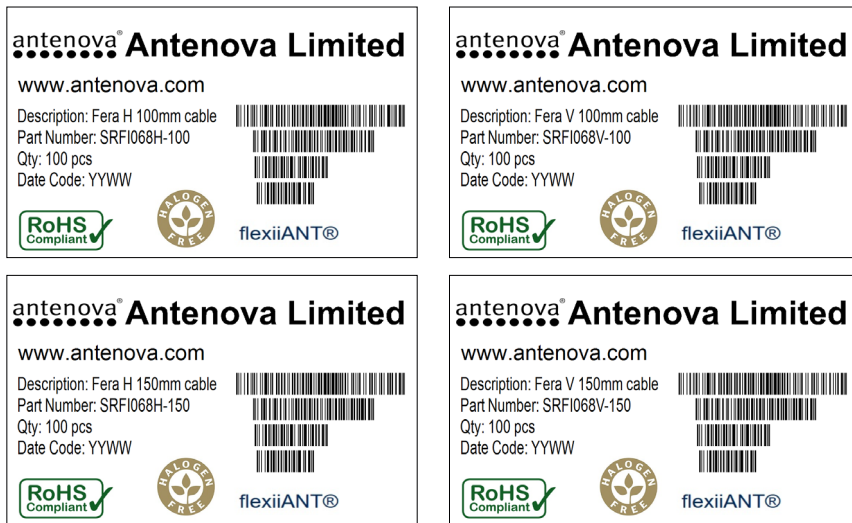 antenova® Antenova Limited
www.antenova.com
Description: Fera H 100mm cable
Part Number: SRFI068H-100
Qty: 100 pcs
Date Code: YYWW
RoHS
Compliant
HALOGEN
FREE
flexiiANT®
antenova® Antenova Limited
www.antenova.com
Description: Fera V 100mm cable
Part Number: SRFI068V-100
Qty: 100 pcs
Date Code: YYWW
RoHS
Compliant
HALOGEN
FREE
flexiiANT®
antenova® Antenova Limited
www.antenova.com
Description: Fera H 150mm cable
Part Number: SRFI068H-150
Qty: 100 pcs
Date Code: YYWW
RoHS
Compliant
HALOGEN
FREE
flexiiANT®
antenova® Antenova Limited
www.antenova.com
Description: Fera V 150mm cable
Part Number: SRFI068V-150
Qty: 100 pcs
Date Code: YYWW
RoHS
Compliant
HALOGEN
FREE
flexiiANT®